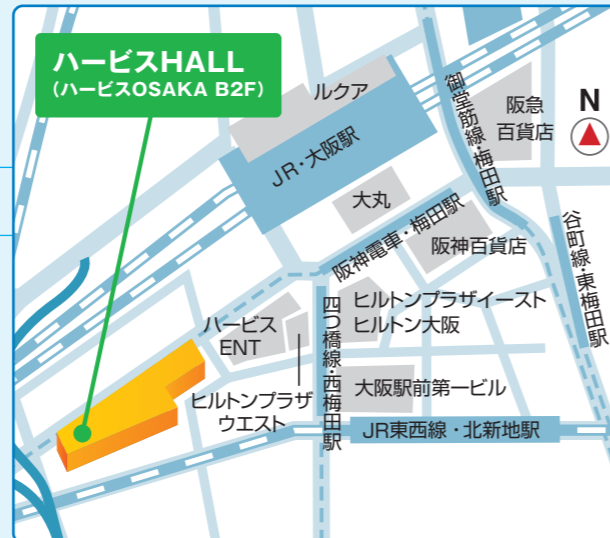 ハービスHALL
(ハービスOSAKA B2F)
ルクア
JR・大阪駅
御堂筋線・梅田駅
阪急
百貨店
N
大丸
阪神電車・梅田駅
阪神百貨店
谷町線・東梅田駅
ハービス
ENT
四つ橋線・西梅田駅
ヒルトンプラザイースト
ヒルトン大阪
ヒルトンプラザ
ウエスト
大阪駅前第一ビル
JR東西線・北新地駅